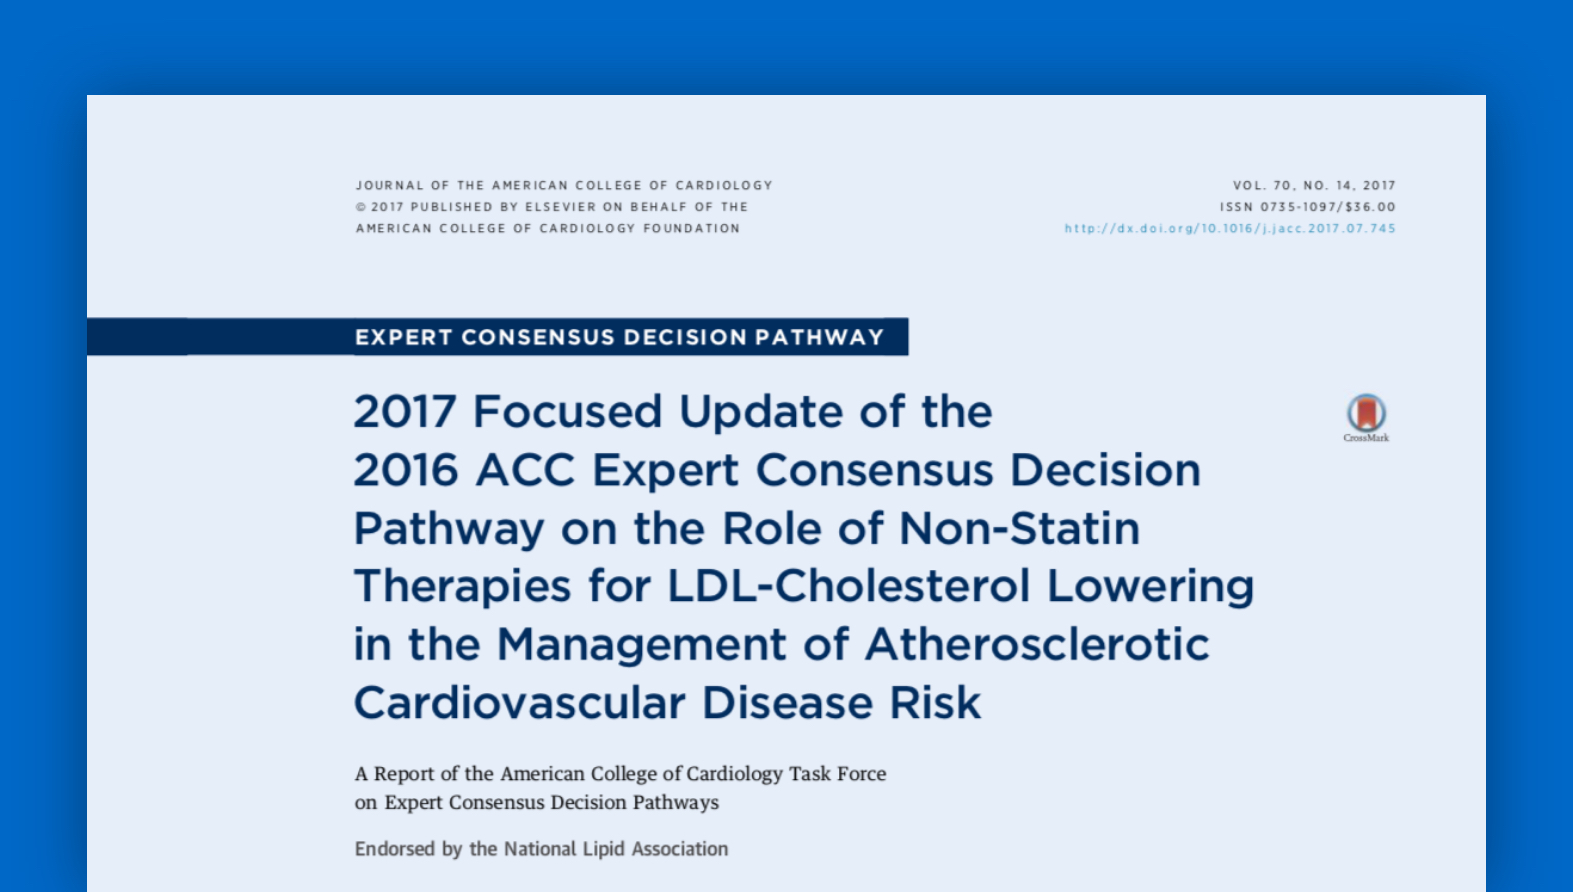 JOURNAL OF THE AMERICAN COLLEGE OF CARDIOLOGY
© 2017 PUBLISHED BY ELSEVIER ON BEHALF OF THE
AMERICAN COLLEGE OF CARDIOLOGY FOUNDATION
VOL. 70, NO. 14, 2017
ISSN 0735-1097/$36.00
http://dx.doi.org/10.1016/j.jacc.2017.07.745
EXPERT CONSENSUS DECISION PATHWAY
2017 Focused Update of the
2016 ACC Expert Consensus Decision
Pathway on the Role of Non-Statin
Therapies for LDL-Cholesterol Lowering
in the Management of Atherosclerotic
Cardiovascular Disease Risk
CrossMark
A Report of the American College of Cardiology Task Force
on Expert Consensus Decision Pathways
Endorsed by the National Lipid Association